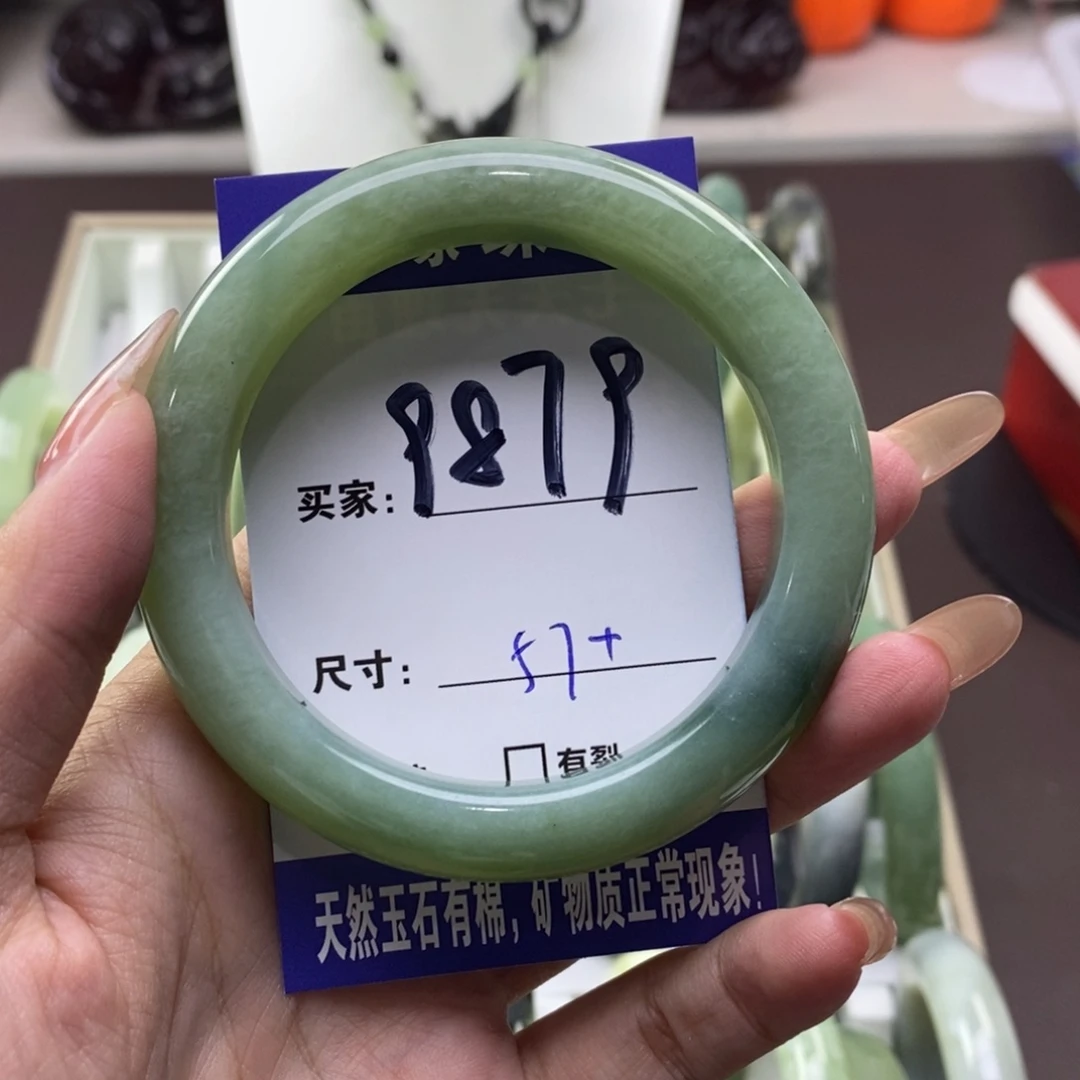 买家: 9879
尺寸: 57+
□有裂
天然玉石有棉,矿物质正常现象!